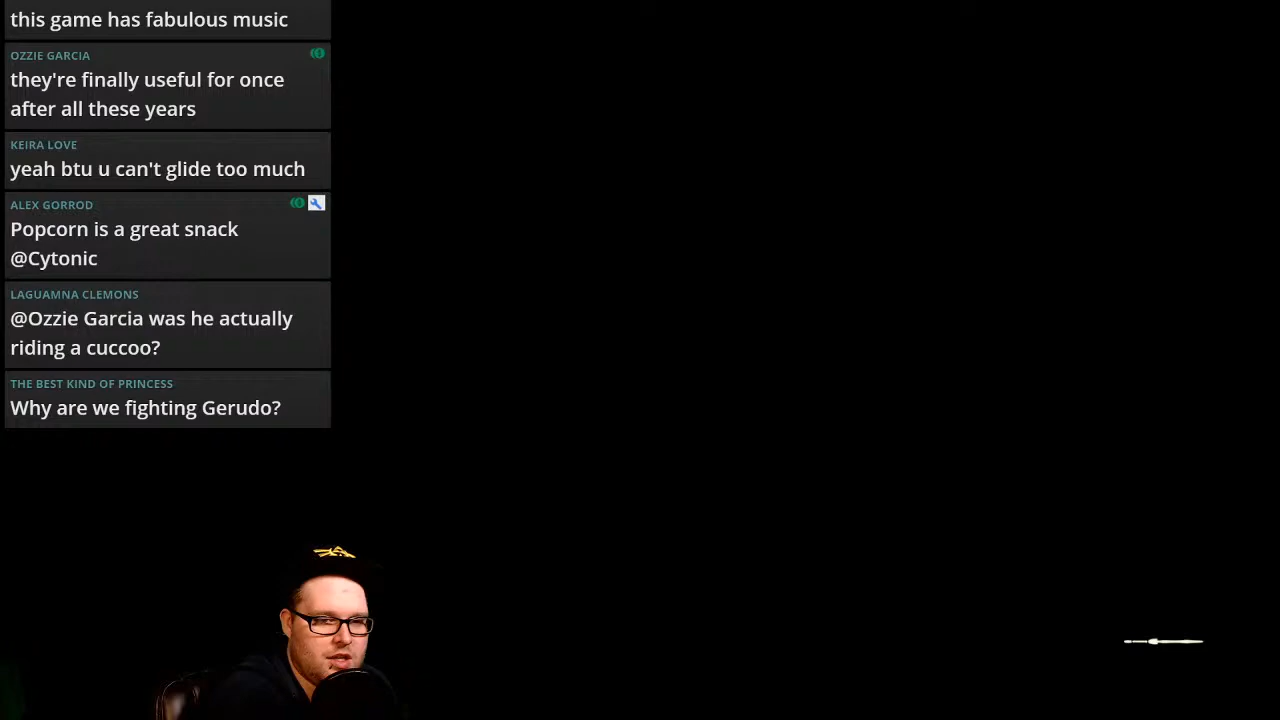 this game has fabulous music
OZZIE GARCIA
they're finally useful for once
after all these years
KEIRA LOVE
yeah btu u can't glide too much
ALEX GORROD
Popcorn is a great snack
@Cytonic
LAGUAMNA CLEMONS
@Ozzie Garcia was he actually
riding a cuccoo?
THE BEST KIND OF PRINCESS
Why are we fighting Gerudo?